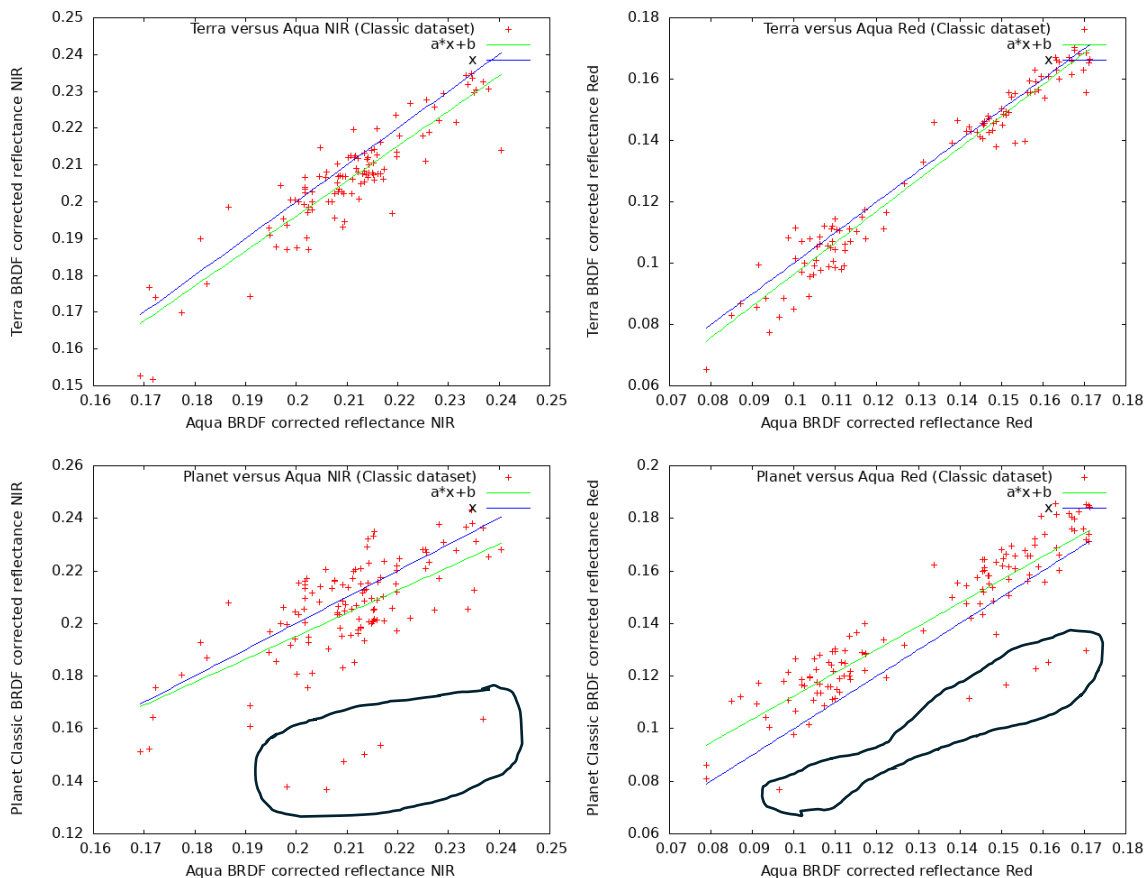 Terra versus Aqua NIR (Classic dataset)
a*x+b
x
Terra BRDF corrected reflectance NIR
0.25
0.24
0.23
0.22
0.21
0.2
0.19
0.18
0.17
0.16
0.15
0.16 0.17 0.18 0.19 0.2 0.21 0.22 0.23 0.24 0.25
Aqua BRDF corrected reflectance NIR
Terra versus Aqua Red (Classic dataset)
a*x+b
x
Terra BRDF corrected reflectance Red
0.18
0.16
0.14
0.12
0.1
0.08
0.06
0.07 0.08 0.09 0.1 0.11 0.12 0.13 0.14 0.15 0.16 0.17 0.18
Aqua BRDF corrected reflectance Red
Planet versus Aqua NIR (Classic dataset)
a*x+b
x
Planet Classic BRDF corrected reflectance NIR
0.26
0.24
0.22
0.2
0.18
0.16
0.14
0.12
0.16 0.17 0.18 0.19 0.2 0.21 0.22 0.23 0.24 0.25
Aqua BRDF corrected reflectance NIR
Planet versus Aqua Red (Classic dataset)
a*x+b
x
Planet Classic BRDF corrected reflectance Red
0.2
0.18
0.16
0.14
0.12
0.1
0.08
0.06
0.07 0.08 0.09 0.1 0.11 0.12 0.13 0.14 0.15 0.16 0.17 0.18
Aqua BRDF corrected reflectance Red